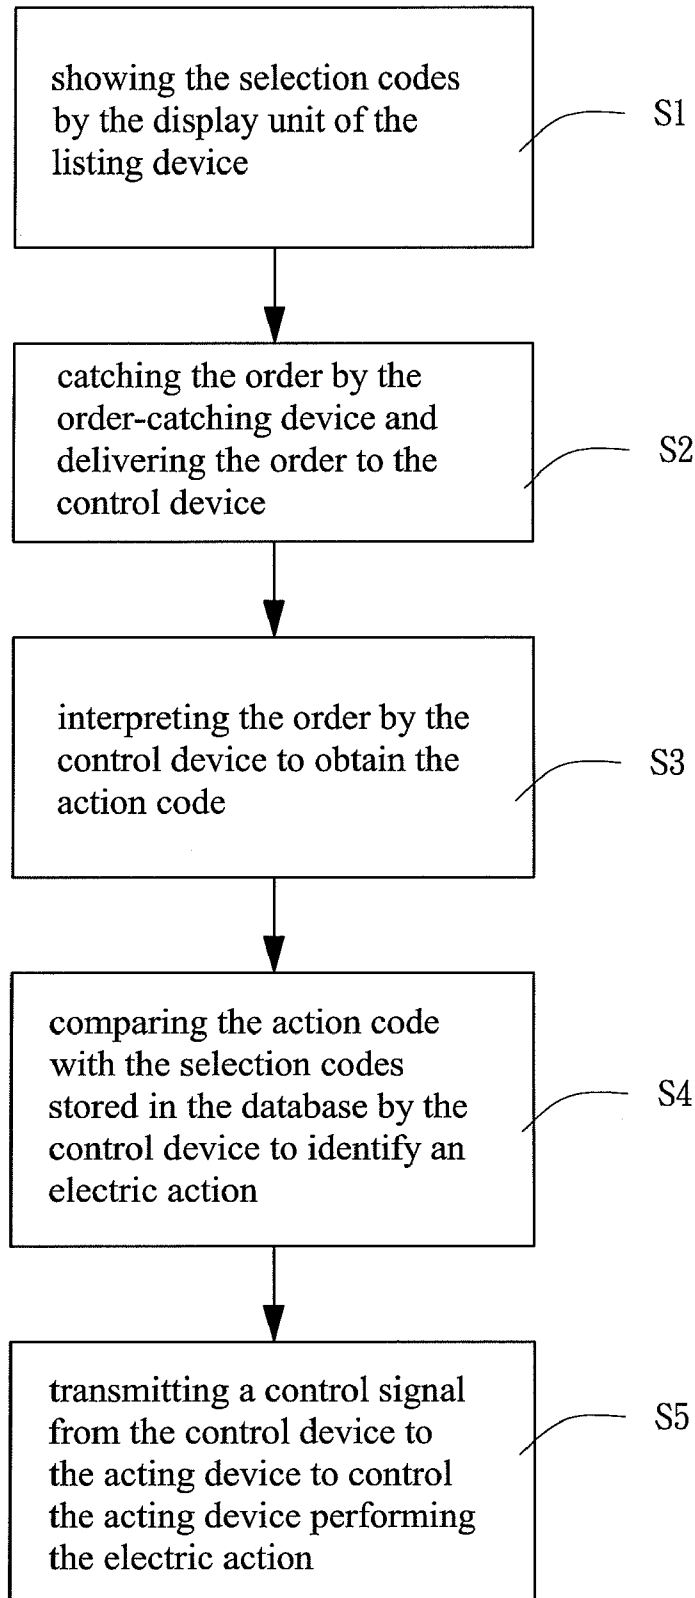 showing the selection codes
by the display unit of the
listing device
S1
catching the order by the
order-catching device and
delivering the order to the
control device
S2
interpreting the order by the
control device to obtain the
action code
S3
comparing the action code
with the selection codes
stored in the database by the
control device to identify an
electric action
S4
transmitting a control signal
from the control device to
the acting device to control
the acting device performing
the electric action
S5